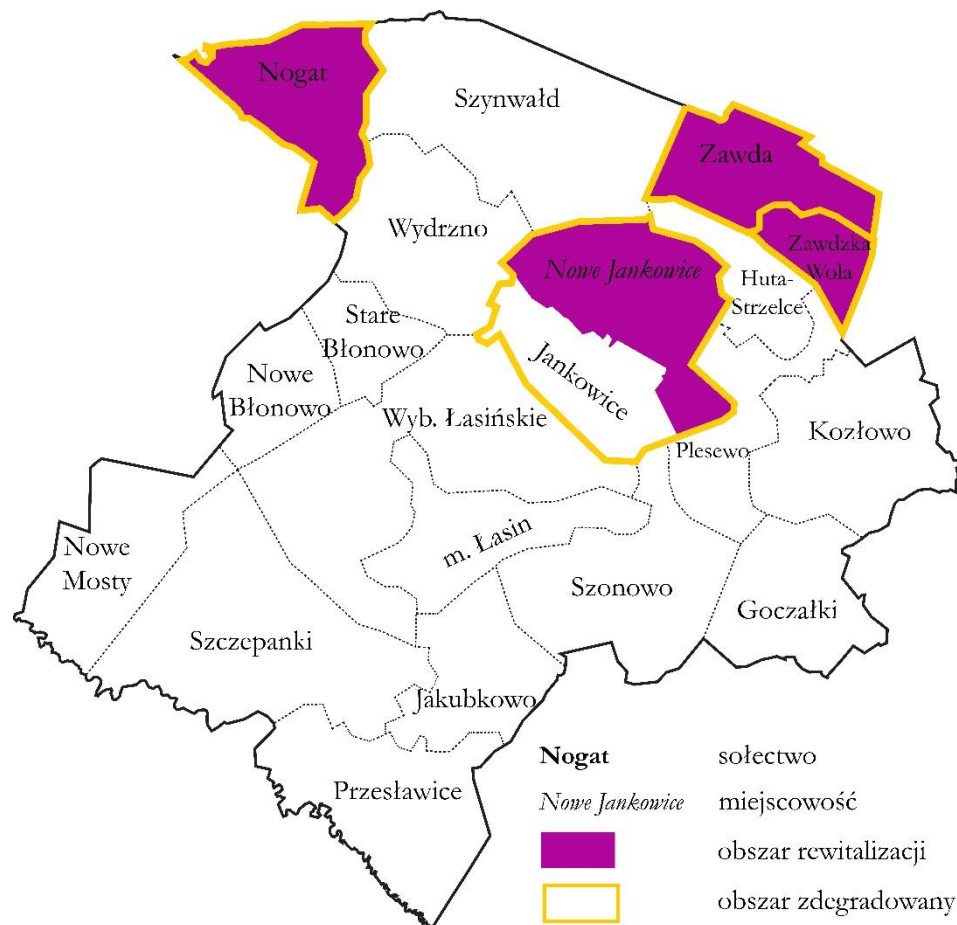 Nogat
Szynwałd
Zawda
Wydrzno
Zawdzka
Wola
Nowe Jankowice
Huta-
Strzelce
Stare
Błonowo
Jankowice
Nowe
Błonowo
Wyb. Łasińskie
Plesewo
Kozłowo
m. Łasin
Nowe
Mosty
Szonowo
Goczałki
Szczepanki
Jakubkowo
Przesławice
Nogat sołectwo
Nowe Jankowice miejscowość
obszar rewitalizacji
obszar zdegradowany